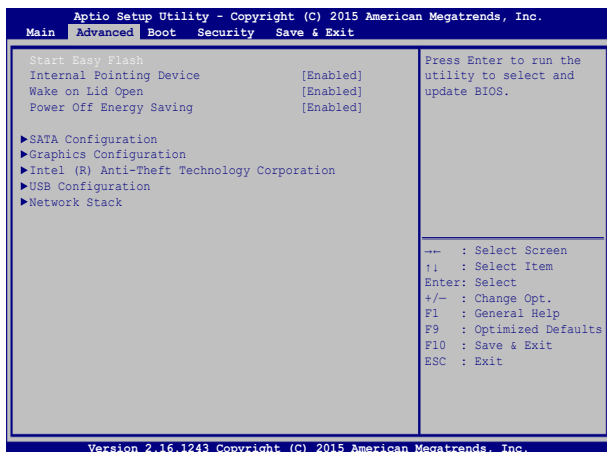 Aptio Setup Utility - Copyright (C) 2015 American Megatrends, Inc.
Main Advanced Boot Security Save & Exit
Start Easy Flash
Internal Pointing Device [Enabled]
Wake on Lid Open [Enabled]
Power Off Energy Saving [Enabled]
▶SATA Configuration
▶Graphics Configuration
▶Intel (R) Anti-Theft Technology Corporation
▶USB Configuration
▶Network Stack
Press Enter to run the
utility to select and
update BIOS.
→← : Select Screen
↑↓ : Select Item
Enter: Select
+/— : Change Opt.
F1 : General Help
F9 : Optimized Defaults
F10 : Save & Exit
ESC : Exit
Version 2.16.1243 Copyright (C) 2015 American Megatrends, Inc.